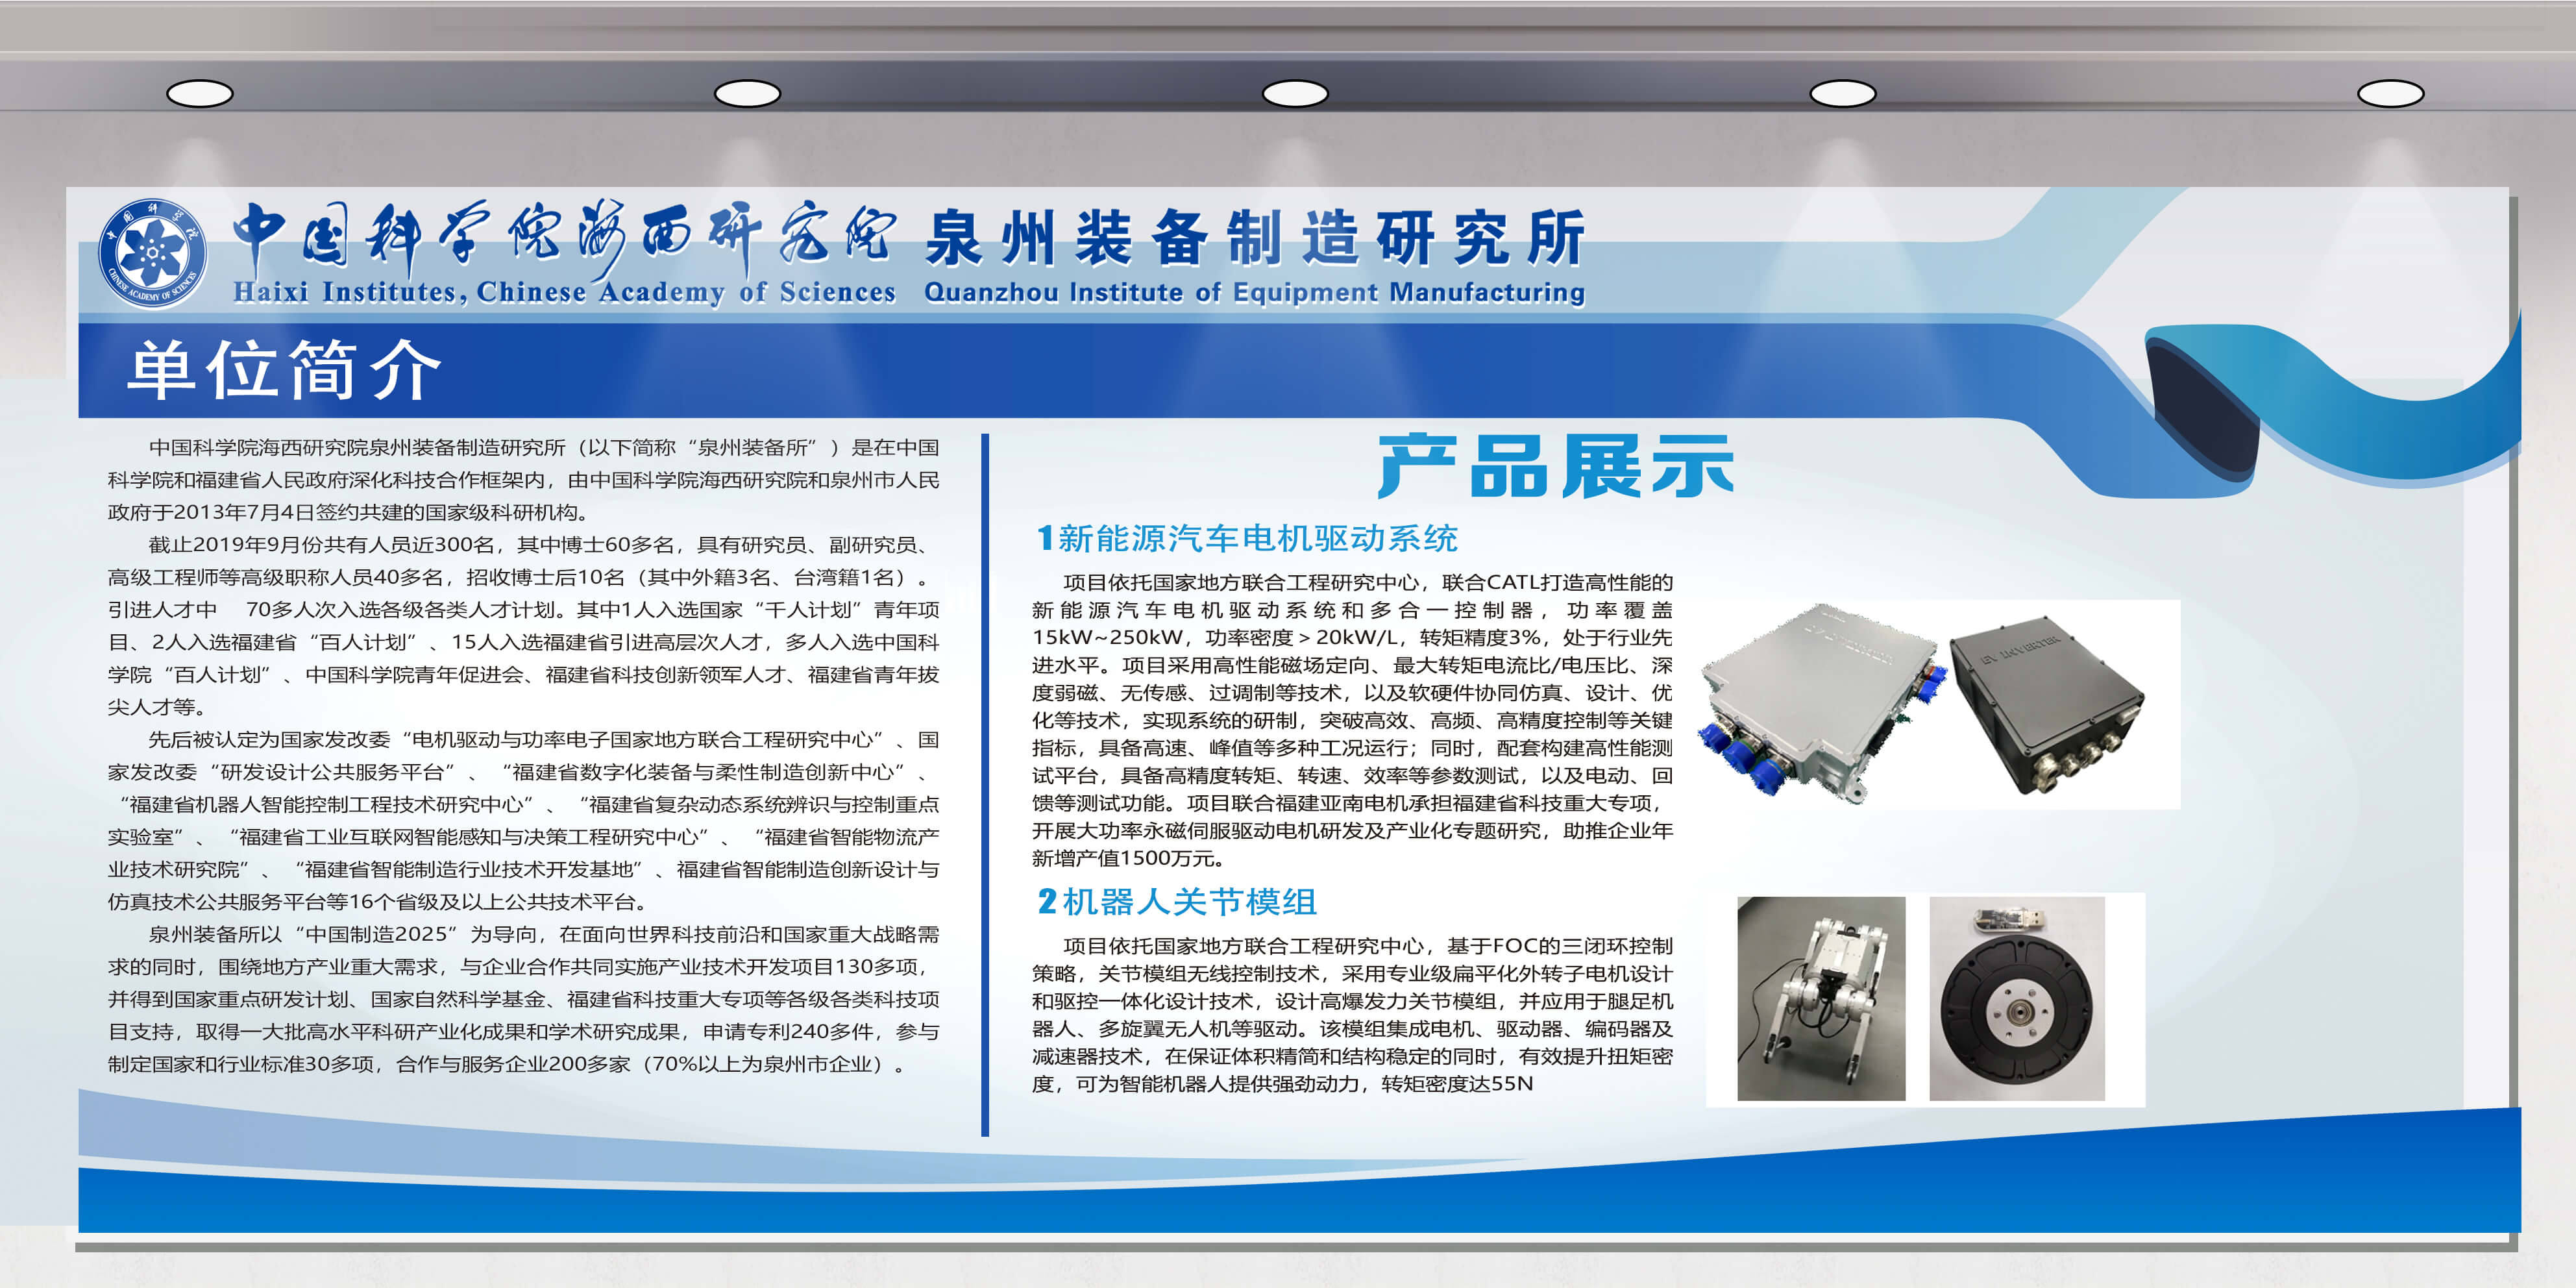 中国科学院
CHINESE ACADEMY OF SCIENCES
中国科学院海西研究院 泉州装备制造研究所
Haixi Institutes, Chinese Academy of Sciences Quanzhou Institute of Equipment Manufacturing
单位简介
中国科学院海西研究院泉州装备制造研究所（以下简称“泉州装备所”）是在中国
科学院和福建省人民政府深化科技合作框架内，由中国科学院海西研究院和泉州市人民
政府于2013年7月4日签约共建的国家级科研机构。
截止2019年9月份共有人员近300名，其中博士60多名，具有研究员、副研究员、
高级工程师等高级职称人员40多名，招收博士后10名（其中外籍3名、台湾籍1名）。
引进人才中 70多人次入选各级各类人才计划。其中1人入选国家“千人计划”青年项
目、2人入选福建省“百人计划”、15人入选福建省引进高层次人才，多人入选中国科
学院“百人计划”、中国科学院青年促进会、福建省科技创新领军人才、福建省青年拔
尖人才等。
先后被认定为国家发改委“电机驱动与功率电子国家地方联合工程研究中心”、国
家发改委“研发设计公共服务平台”、“福建省数字化装备与柔性制造创新中心”、
“福建省机器人智能控制工程技术研究中心”、“福建省复杂动态系统辨识与控制重点
实验室”、“福建省工业互联网智能感知与决策工程研究中心”、“福建省智能物流产
业技术研究院”、“福建省智能制造行业技术开发基地”、福建省智能制造创新设计与
仿真技术公共服务平台等16个省级及以上公共技术平台。
泉州装备所以“中国制造2025”为导向，在面向世界科技前沿和国家重大战略需
求的同时，围绕地方产业重大需求，与企业合作共同实施产业技术开发项目130多项，
并得到国家重点研发计划、国家自然科学基金、福建省科技重大专项等各级各类科技项
目支持，取得一大批高水平科研产业化成果和学术研究成果，申请专利240多件，参与
制定国家和行业标准30多项，合作与服务企业200多家（70%以上为泉州市企业）。
产品展示
1新能源汽车电机驱动系统
项目依托国家地方联合工程研究中心，联合CATL打造高性能的
新能源汽车电机驱动系统和多合一控制器，功率覆盖
15kW~250kW，功率密度＞20kW/L，转矩精度3%，处于行业先
进水平。项目采用高性能磁场定向、最大转矩电流比/电压比、深
度弱磁、无传感、过调制等技术，以及软硬件协同仿真、设计、优
化等技术，实现系统的研制，突破高效、高频、高精度控制等关键
指标，具备高速、峰值等多种工况运行；同时，配套构建高性能测
试平台，具备高精度转矩、转速、效率等参数测试，以及电动、回
馈等测试功能。项目联合福建亚南电机承担福建省科技重大专项，
开展大功率永磁伺服驱动电机研发及产业化专题研究，助推企业年
新增产值1500万元。
EV INVERTER
2机器人关节模组
项目依托国家地方联合工程研究中心，基于FOC的三闭环控制
策略，关节模组无线控制技术，采用专业级扁平化外转子电机设计
和驱控一体化设计技术，设计高爆发力关节模组，并应用于腿足机
器人、多旋翼无人机等驱动。该模组集成电机、驱动器、编码器及
减速器技术，在保证体积精简和结构稳定的同时，有效提升扭矩密
度，可为智能机器人提供强劲动力，转矩密度达55N